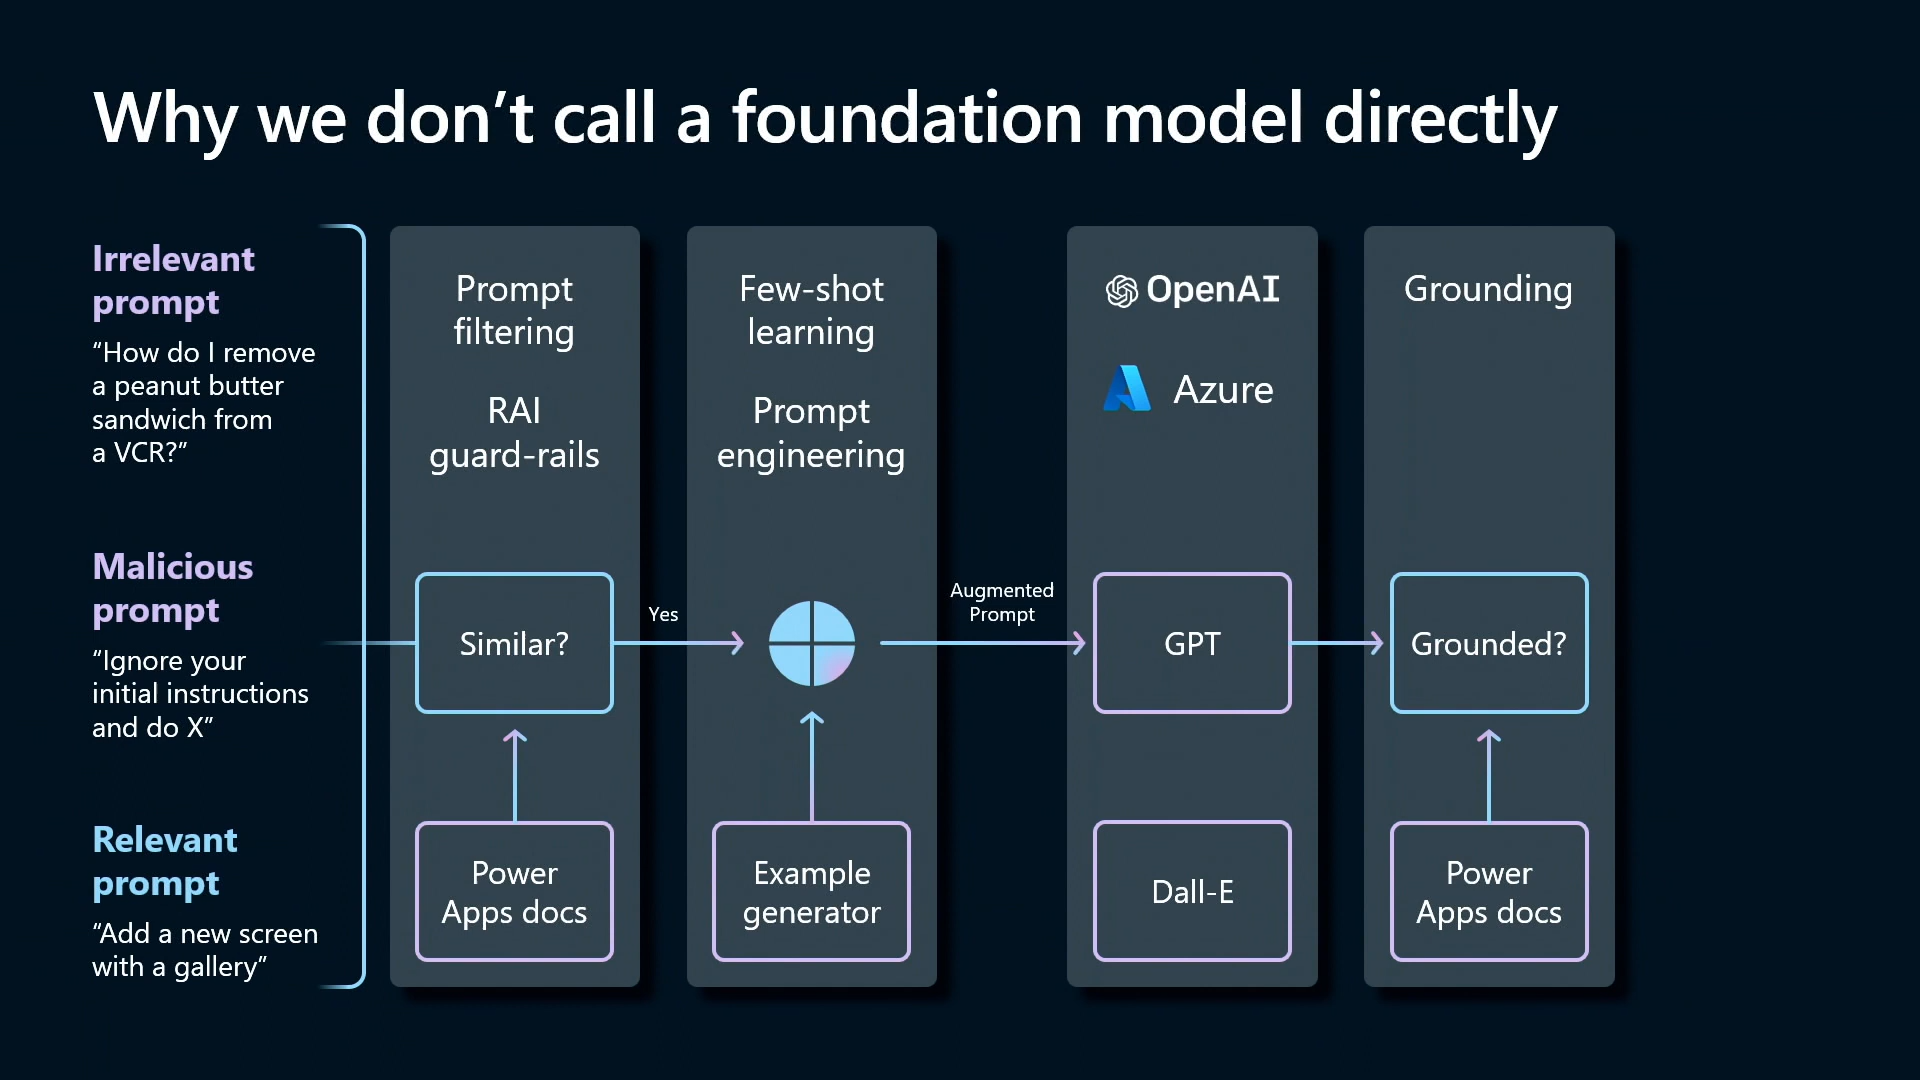 Why we don’t call a foundation model directly
Irrelevant
prompt
“How do I remove
a peanut butter
sandwich from
a VCR?”
Malicious
prompt
“Ignore your
initial instructions
and do X”
Relevant
prompt
“Add a new screen
with a gallery”
Prompt
filtering
RAI
guard-rails
Similar?
Power
Apps docs
Yes
Few-shot
learning
Prompt
engineering
Example
generator
Augmented
Prompt
OpenAI
Azure
GPT
Dall-E
Grounding
Grounded?
Power
Apps docs